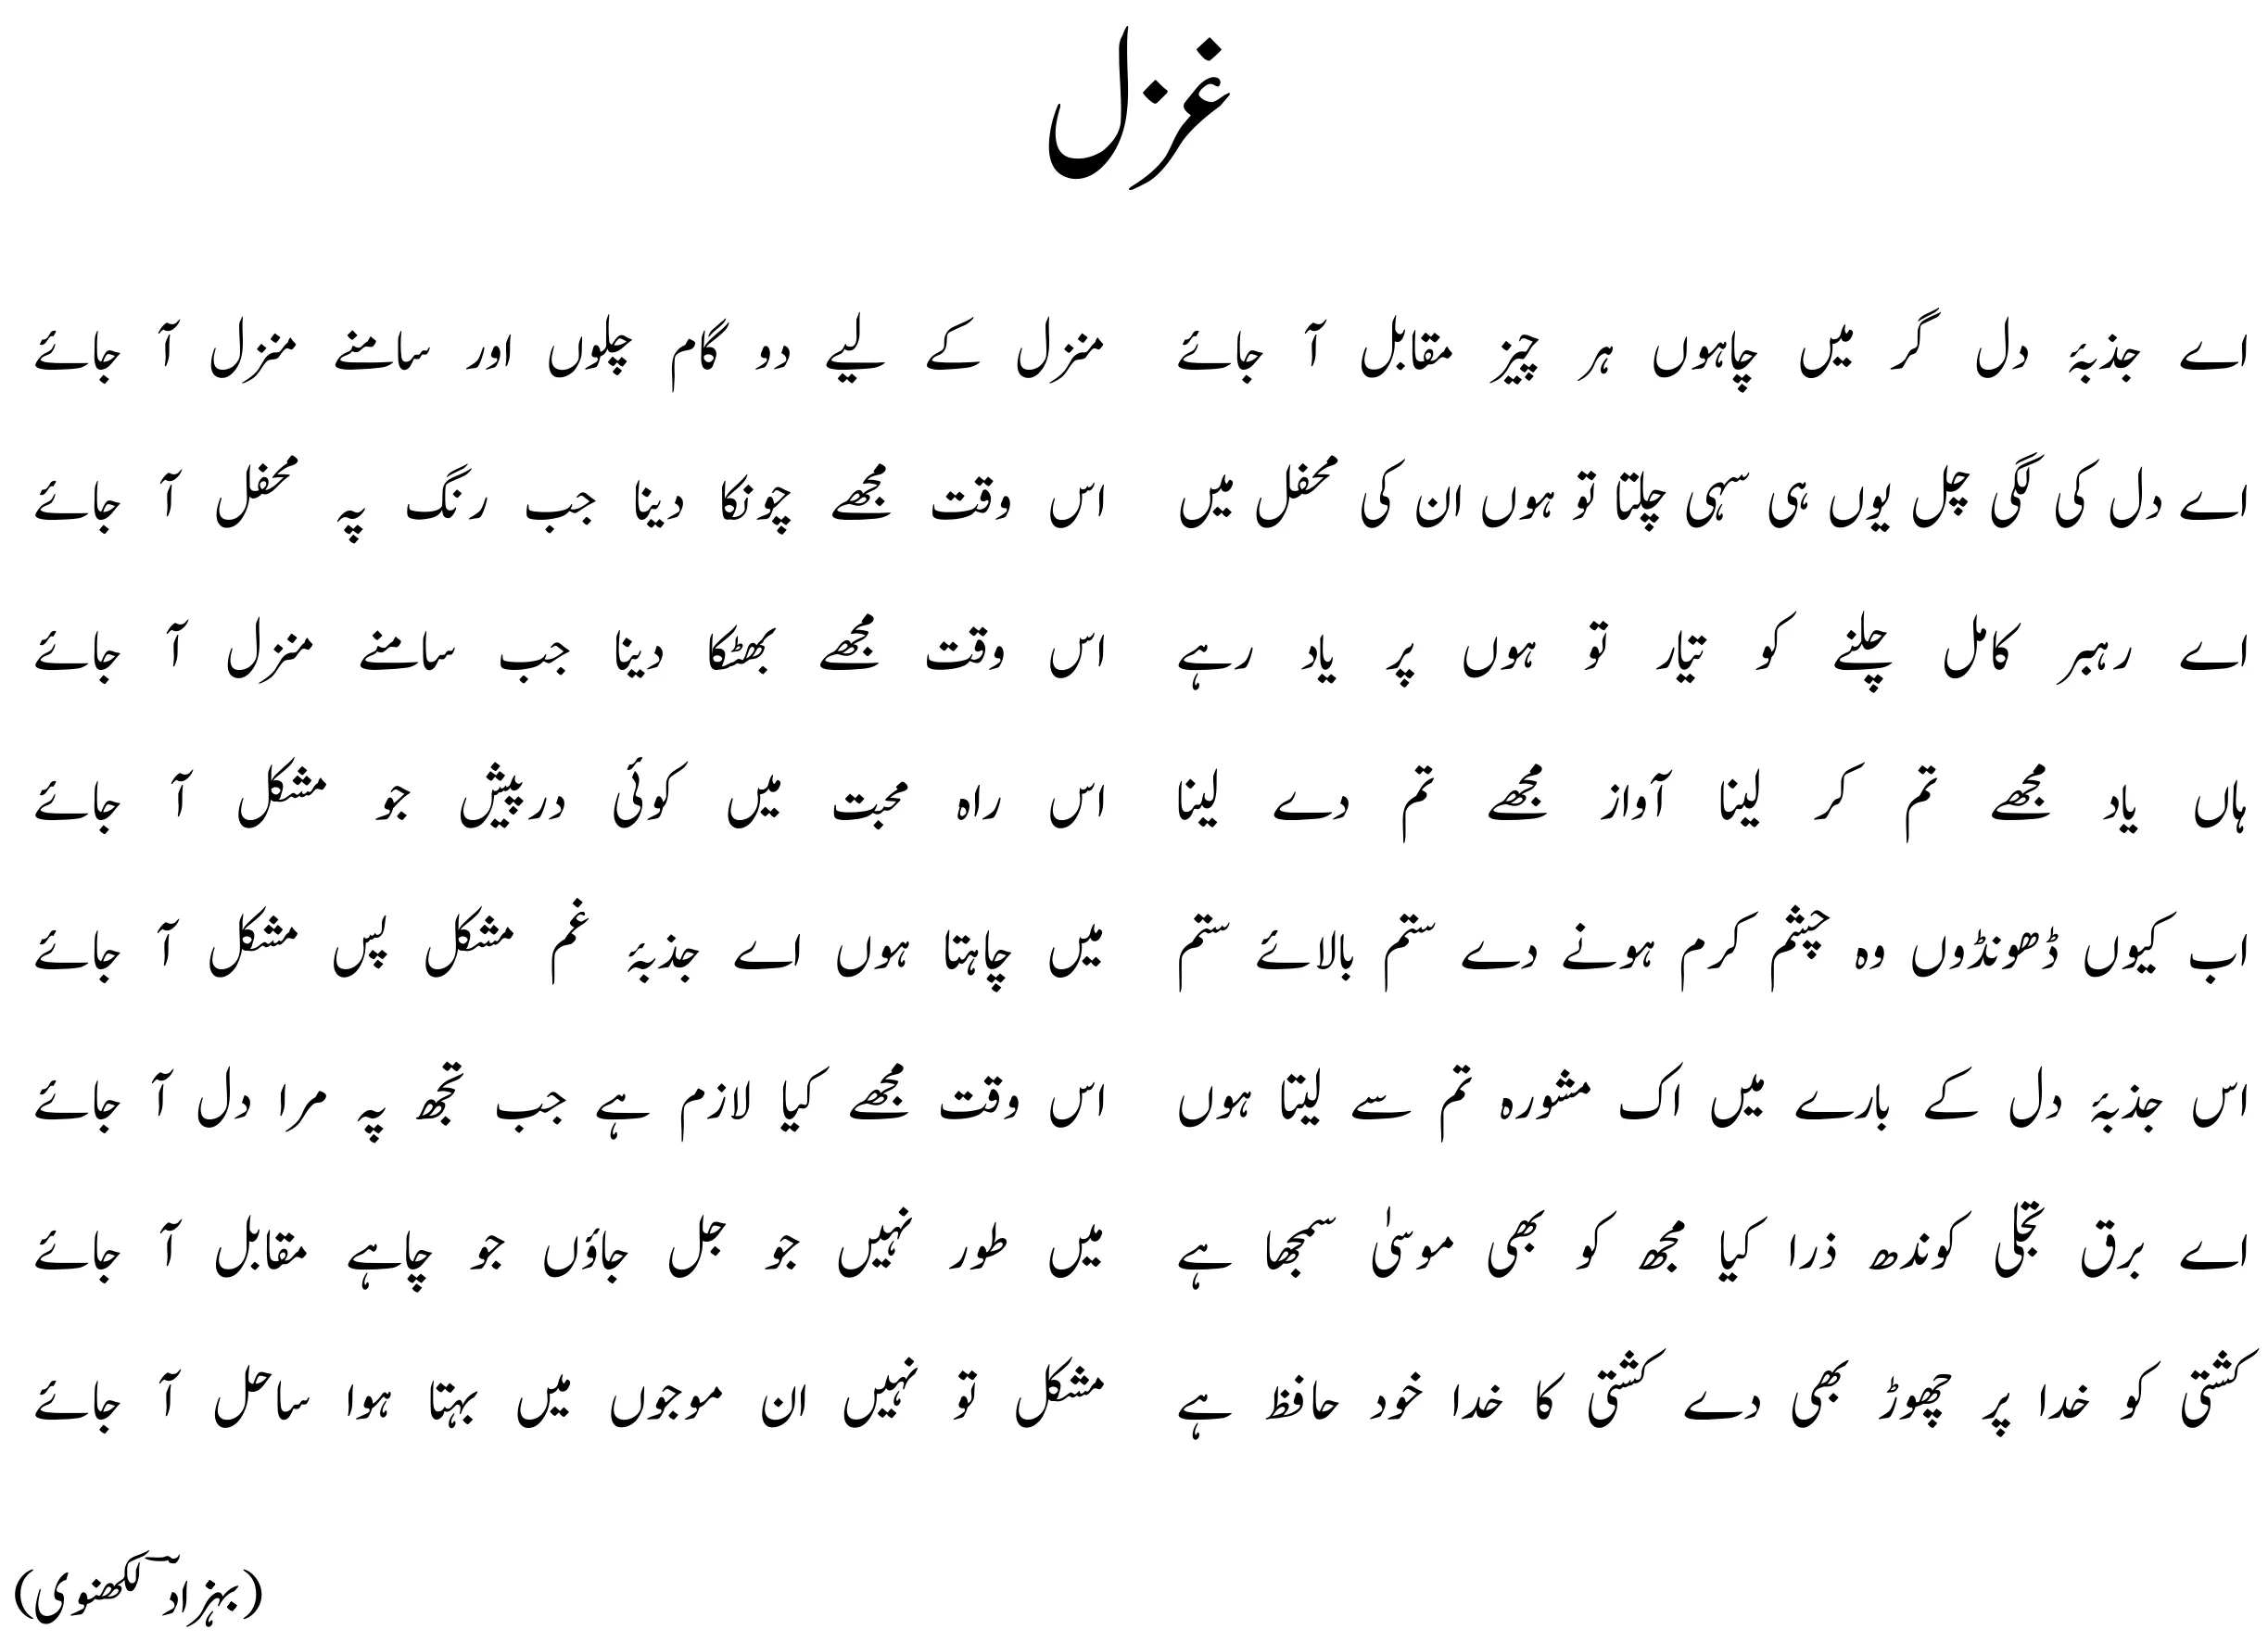 غزل
اے جذبۂ دل گر میں چاہوں ہر چیز مقابل آ جائے منزل کے لیے دو گام چلوں اور سامنے منزل آ جائے
اے دل کی لگی چل یوں ہی سہی چلتا تو ہوں ان کی محفل میں اس وقت مجھے چونکا دینا جب رنگ پہ محفل آ جائے
اے رہبر کامل چلنے کو تیار تو ہوں پر یاد رہے اس وقت مجھے بھٹکا دینا جب سامنے منزل آ جائے
ہاں یاد مجھے تم کر لینا آواز مجھے تم دے لینا اس راہ محبت میں کوئی درپیش جو مشکل آ جائے
اب کیوں ڈھونڈوں وہ چشم کرم ہونے دے ستم بالائے ستم میں چاہتا ہوں اے جذبۂ غم مشکل پس مشکل آ جائے
اس جذبۂ دل کے بارے میں اک مشورہ تم سے لیتا ہوں اس وقت مجھے کیا لازم ہے جب تجھ پہ مرا دل آ جائے
اے برق تجلی کوندھ ذرا کیا مجھ کو بھی موسیٰ سمجھا ہے میں طور نہیں جو جل جاؤں جو چاہے مقابل آ جائے
کشتی کو خدا پر چھوڑ بھی دے کشتی کا خدا خود حافظ ہے مشکل تو نہیں ان موجوں میں بہتا ہوا ساحل آ جائے
(بہزاد لکھنوی)